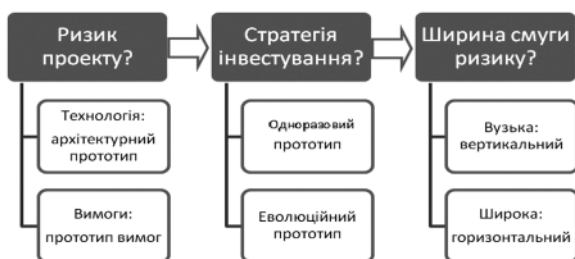 Ризик
проекту?
Стратегія
інвестування?
Ширина смуги
ризику?
Технологія:
архітектурний
прототип
Одноразовий
прототип
Вузька:
вертикальний
Вимоги:
прототип вимог
Еволюційний
прототип
Широка:
горизонтальний